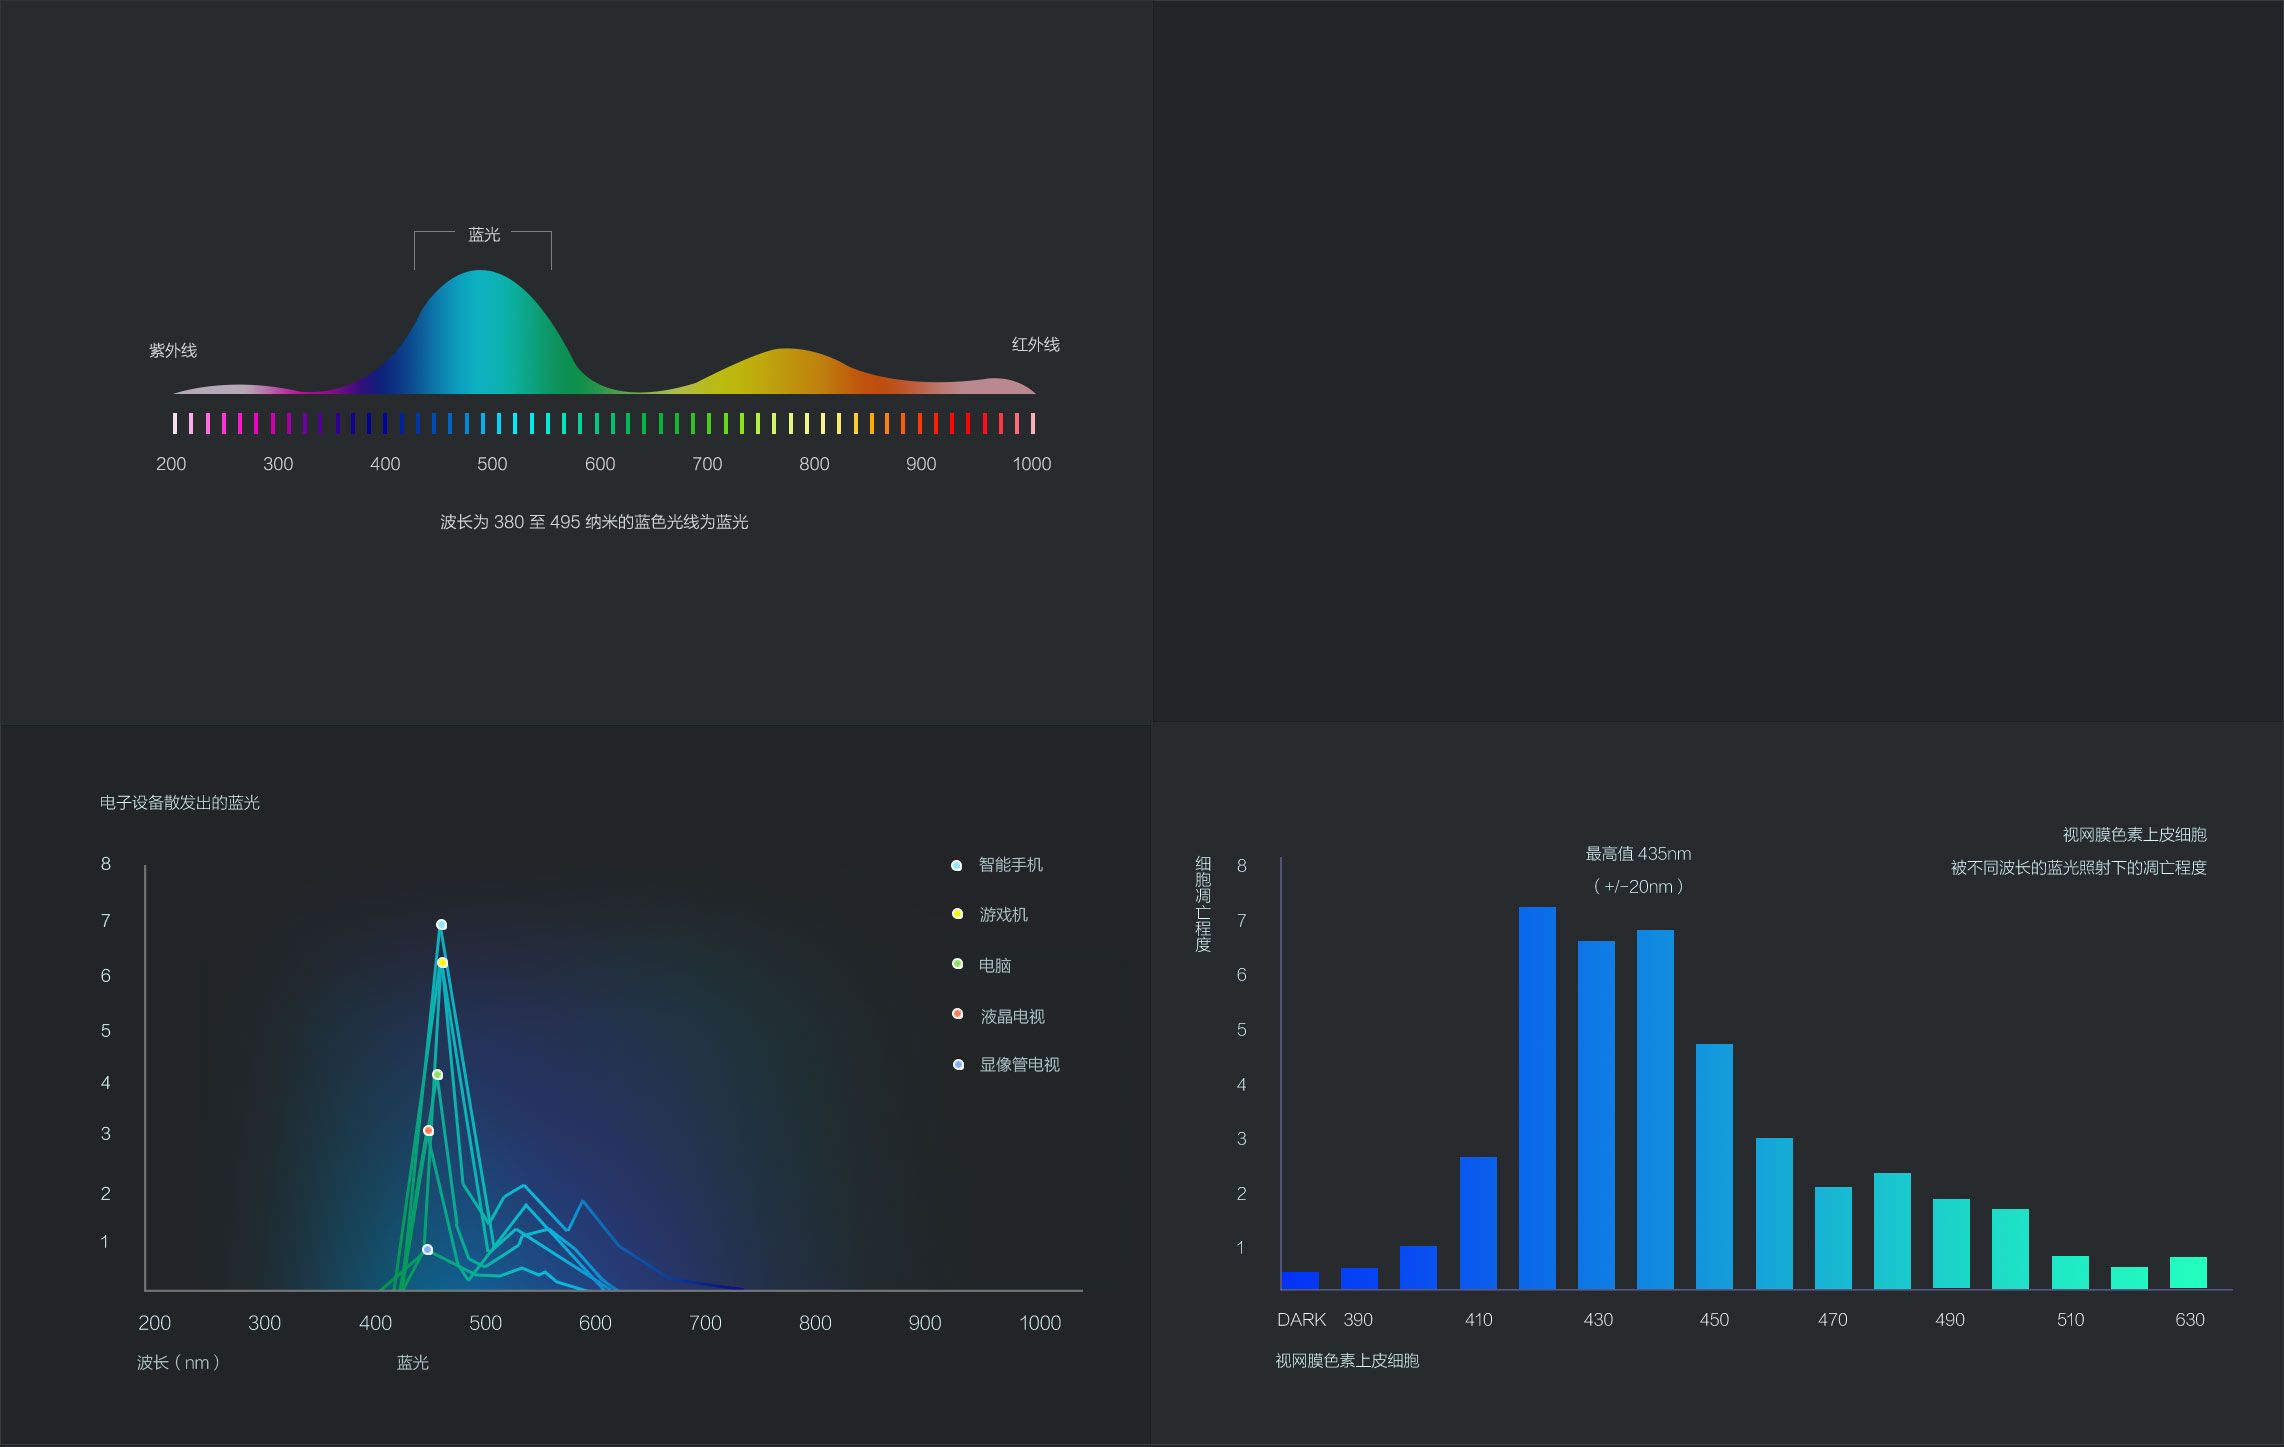 蓝光
紫外线
红外线
200 300 400 500 600 700 800 900 1000
波长为 380 至 495 纳米的蓝色光线为蓝光
电子设备散发出的蓝光
8
7
6
5
4
3
2
1
智能手机
游戏机
电脑
液晶电视
显像管电视
200 300 400 500 600 700 800 900 1000
波长（nm）
蓝光
视网膜色素上皮细胞
被不同波长的蓝光照射下的凋亡程度
最高值 435nm
（+/-20nm）
细胞凋亡程度
8
7
6
5
4
3
2
1
DARK 390 410 430 450 470 490 510 630
视网膜色素上皮细胞